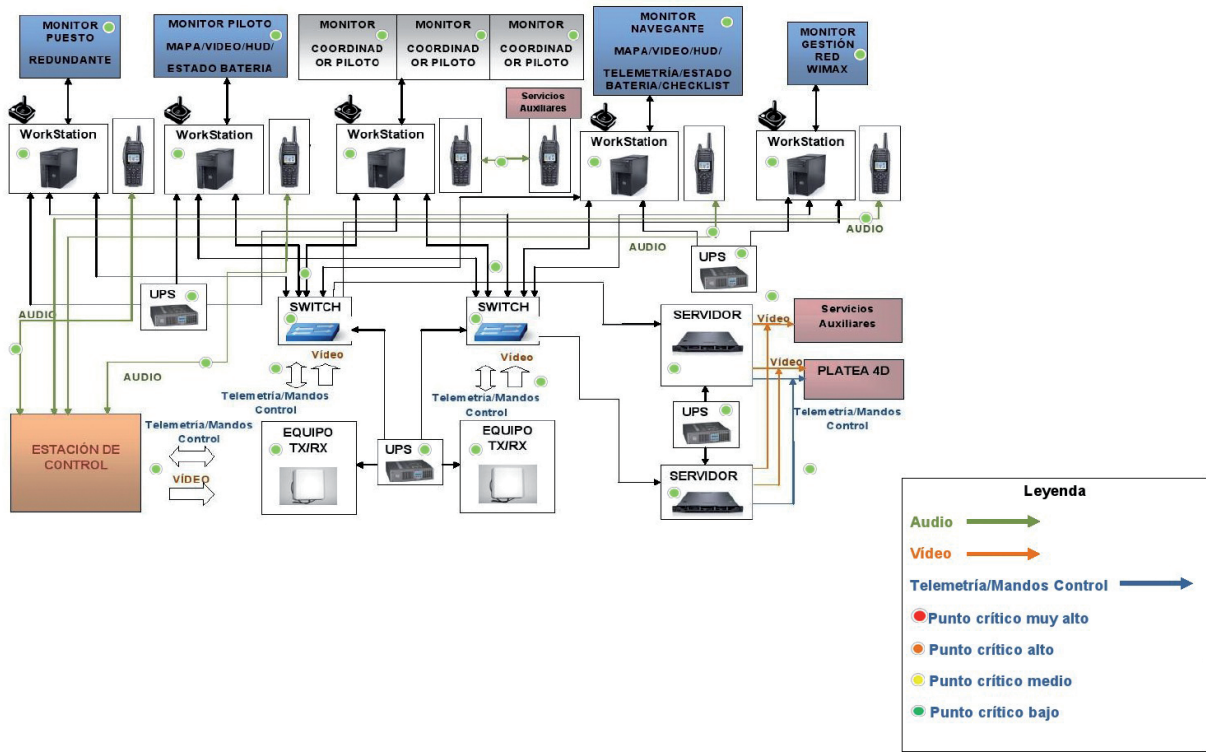 MONITOR
PUESTO
REDUNDANTE
MONITOR PILOTO
MAPA/VIDEO/HUD/
ESTADO BATERIA
MONITOR
COORDINAD
OR PILOTO
MONITOR
COORDINAD
OR PILOTO
MONITOR
COORDINAD
OR PILOTO
MONITOR
NAVEGANTE
MAPA/VIDEO/HUD/
TELEMETRÍA/ESTADO
BATERIA/CHECKLIST
MONITOR
GESTIÓN
RED
WIMAX
Servicios
Auxiliares
WorkStation
WorkStation
WorkStation
WorkStation
WorkStation
AUDIO
AUDIO
UPS
UPS
AUDIO
SWITCH
SWITCH
SERVIDOR
Vídeo
Servicios
Auxiliares
Vídeo
Vídeo
Vídeo
PLATEA 4D
AUDIO
Telemetría/Mandos
Control
Telemetría/Mandos
Control
UPS
Telemetría/Mandos
Control
ESTACIÓN DE
CONTROL
Telemetría/Mandos
Control
VÍDEO
EQUIPO
TX/RX
UPS
EQUIPO
TX/RX
SERVIDOR
Leyenda
Audio
Vídeo
Telemetría/Mandos Control
Punto crítico muy alto
Punto crítico alto
Punto crítico medio
Punto crítico bajo